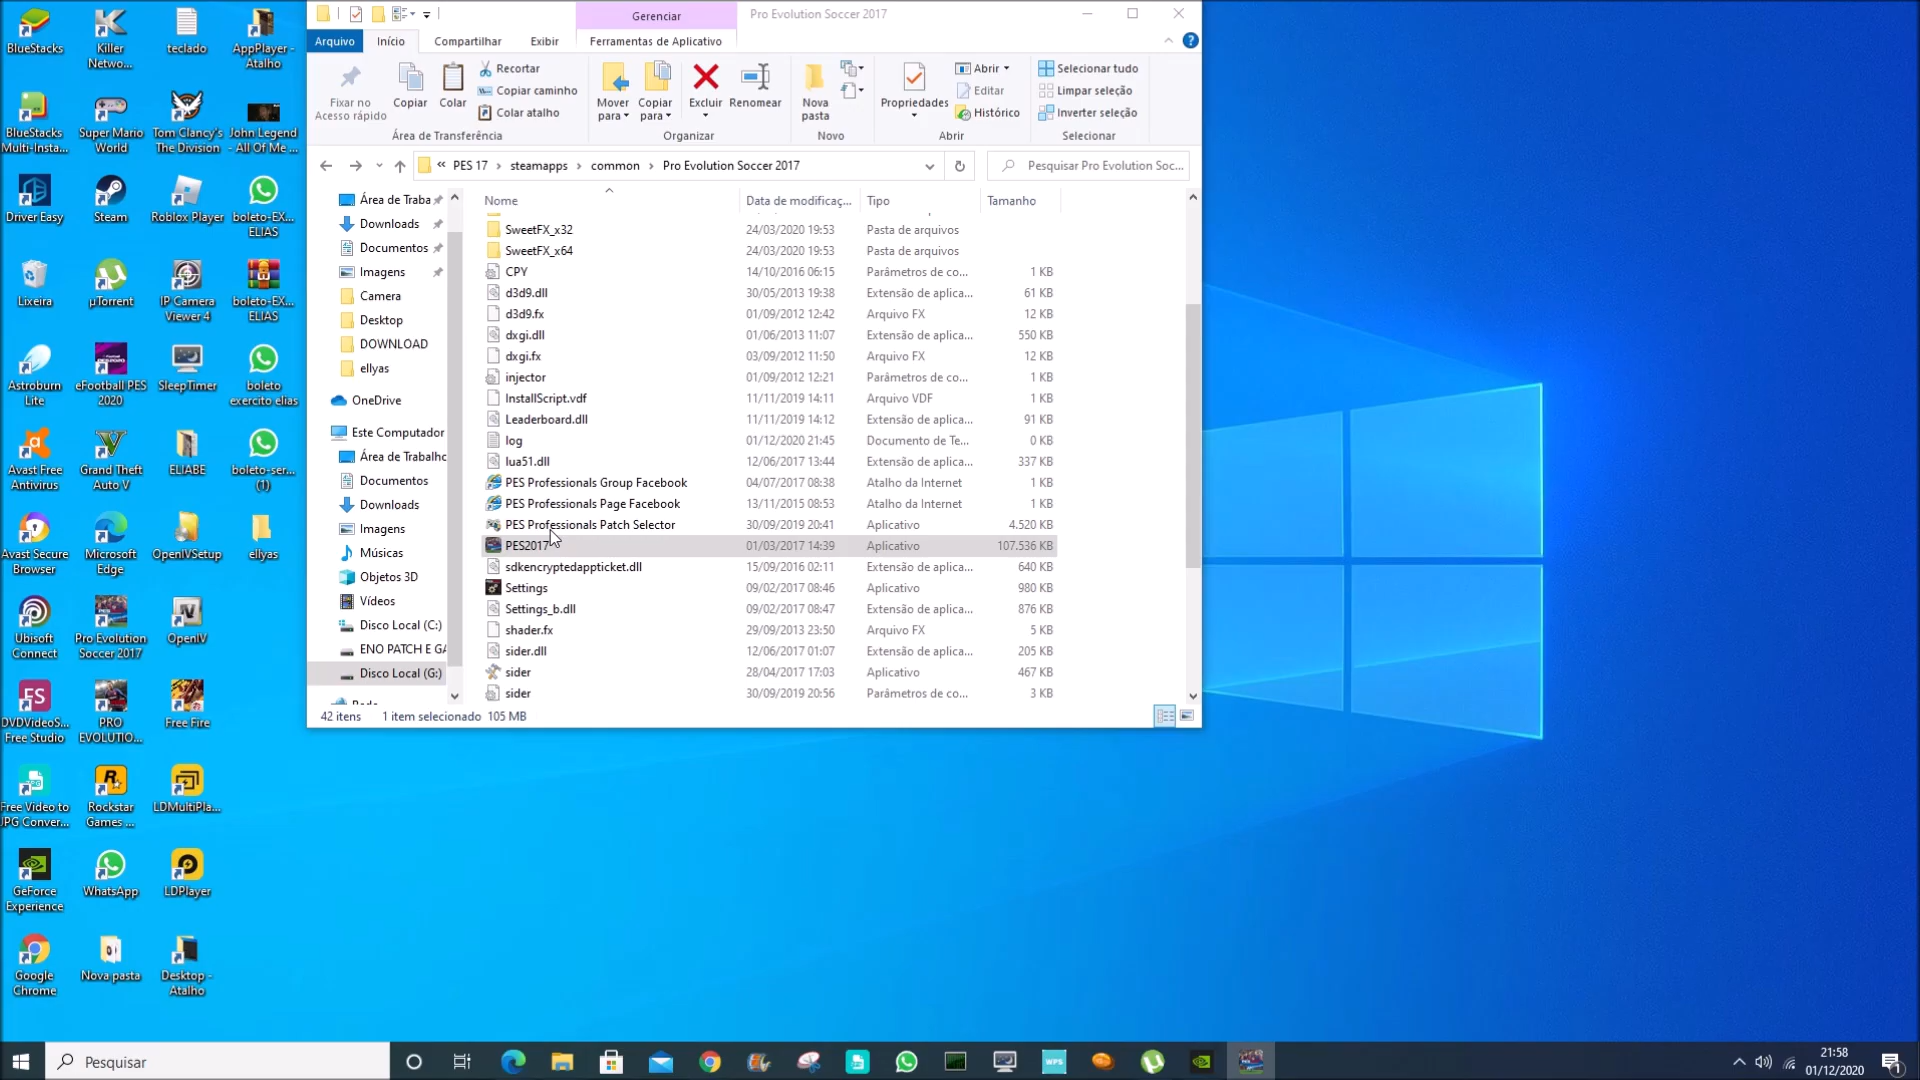 Gerenciar
Pro Evolution Soccer 2017
Arquivo
Início
Compartilhar
Exibir
Ferramentas de Aplicativo
Fixar no
Acesso rápido
Copiar
Colar
Recortar
Copiar caminho
Colar atalho
Área de Transferência
Mover
para
Copiar
para
Excluir
Renomear
Organizar
Nova
pasta
Novo
Propriedades
Abrir
Editar
Histórico
Abrir
Selecionar tudo
Limpar seleção
Inverter seleção
Selecionar
« PES 17 › steamapps › common › Pro Evolution Soccer 2017
Pesquisar Pro Evolution Soc...
Área de Traba
Downloads
Documentos
Imagens
Camera
Desktop
DOWNLOAD
ellyas
OneDrive
Este Computador
Área de Trabalho
Documentos
Downloads
Imagens
Músicas
Objetos 3D
Vídeos
Disco Local (C:)
ENO PATCH E GA
Disco Local (G:)
Nome Data de modificaç... Tipo Tamanho
SweetFX_x32 24/03/2020 19:53 Pasta de arquivos
SweetFX_x64 24/03/2020 19:53 Pasta de arquivos
CPY 14/10/2016 06:15 Parâmetros de co... 1 KB
d3d9.dll 30/05/2013 19:38 Extensão de aplica... 61 KB
d3d9.fx 01/09/2012 12:42 Arquivo FX 12 KB
dxgi.dll 01/06/2013 11:07 Extensão de aplica... 550 KB
dxgi.fx 03/09/2012 11:50 Arquivo FX 12 KB
injector 01/09/2012 12:21 Parâmetros de co... 1 KB
InstallScript.vdf 11/11/2019 14:11 Arquivo VDF 1 KB
Leaderboard.dll 11/11/2019 14:12 Extensão de aplica... 91 KB
log 01/12/2020 21:45 Documento de Te... 0 KB
lua51.dll 12/06/2017 13:44 Extensão de aplica... 337 KB
PES Professionals Group Facebook 04/07/2017 08:38 Atalho da Internet 1 KB
PES Professionals Page Facebook 13/11/2015 08:53 Atalho da Internet 1 KB
PES Professionals Patch Selector 30/09/2019 20:41 Aplicativo 4.520 KB
PES2017 01/03/2017 14:39 Aplicativo 107.536 KB
sdkencryptedappticket.dll 15/09/2016 02:11 Extensão de aplica... 640 KB
Settings 09/02/2017 08:46 Aplicativo 980 KB
Settings_b.dll 09/02/2017 08:47 Extensão de aplica... 876 KB
shader.fx 29/09/2013 23:50 Arquivo FX 5 KB
sider.dll 12/06/2017 01:07 Extensão de aplica... 205 KB
sider 28/04/2017 17:03 Aplicativo 467 KB
sider 30/09/2019 20:56 Parâmetros de co... 3 KB
42 itens 1 item selecionado 105 MB
BlueStacks
Killer
Netwo...
teclado
AppPlayer -
Atalho
BlueStacks
Multi-Insta...
Super Mario
World
Tom Clancy's
The Division
John Legend
- All Of Me ...
Driver Easy
Steam
Roblox Player
boleto-EX...
ELIAS
Lixeira
µTorrent
IP Camera
Viewer 4
boleto-EX...
ELIAS
Astroburn
Lite
eFootball PES
2020
SleepTimer
boleto
exercito elias
Avast Free
Antivirus
Grand Theft
Auto V
ELIABE
boleto-ser...
(1)
Avast Secure
Browser
Microsoft
Edge
OpenIVSetup
ellyas
Ubisoft
Connect
Pro Evolution
Soccer 2017
OpenIV
DVDVideoS...
Free Studio
PRO
EVOLUTIO...
Free Fire
Free Video to
JPG Conver...
Rockstar
Games ...
LDMultiPla...
GeForce
Experience
WhatsApp
LDPlayer
Google
Chrome
Nova pasta
Desktop -
Atalho
Pesquisar
WPS
21:58
01/12/2020
1